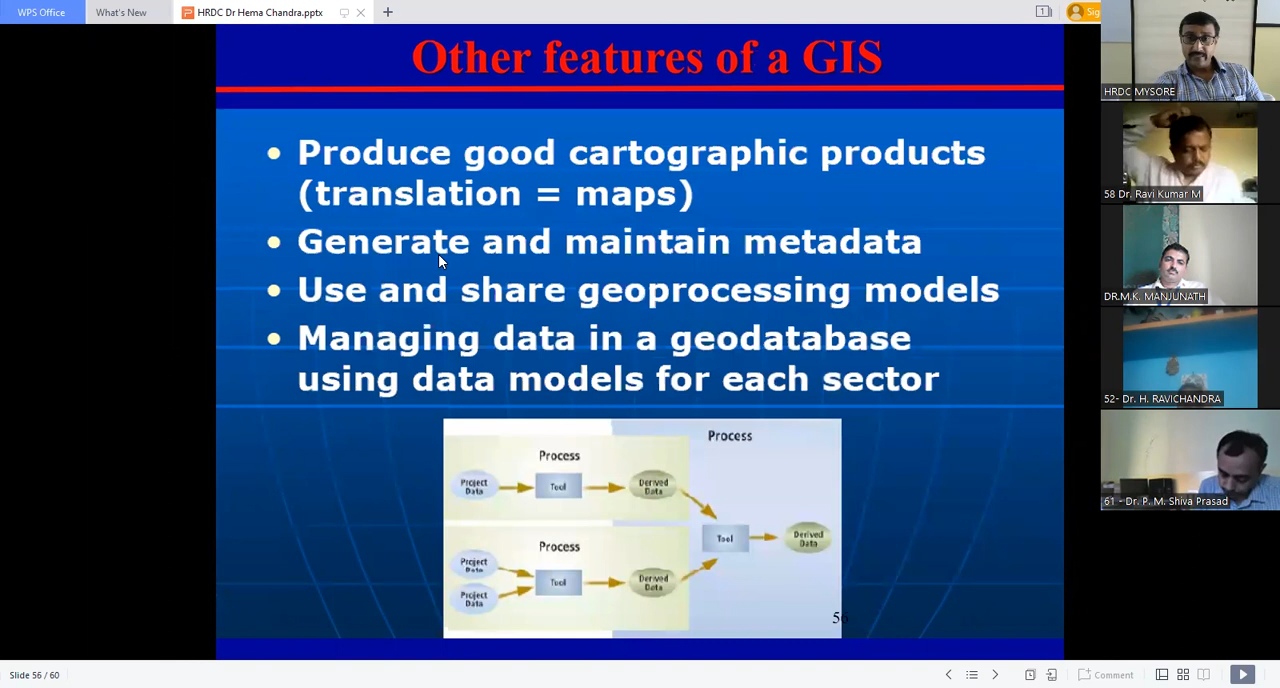 WPS Office
What's New
HRDC Dr Hema Chandra.pptx
1
Sig
Other features of a GIS
• Produce good cartographic products
(translation = maps)
• Generate and maintain metadata
• Use and share geoprocessing models
• Managing data in a geodatabase
using data models for each sector
Process
Process
Project
Data
Tool
Derived
Data
Tool
Derived
Data
Process
Project
Data
Project
Data
Tool
Derived
Data
56
HRDC MYSORE
58 Dr. Ravi Kumar M
DR.M.K. MANJUNATH
52- Dr. H. RAVICHANDRA
61 - Dr. P. M. Shiva Prasad
Slide 56 / 60
Comment